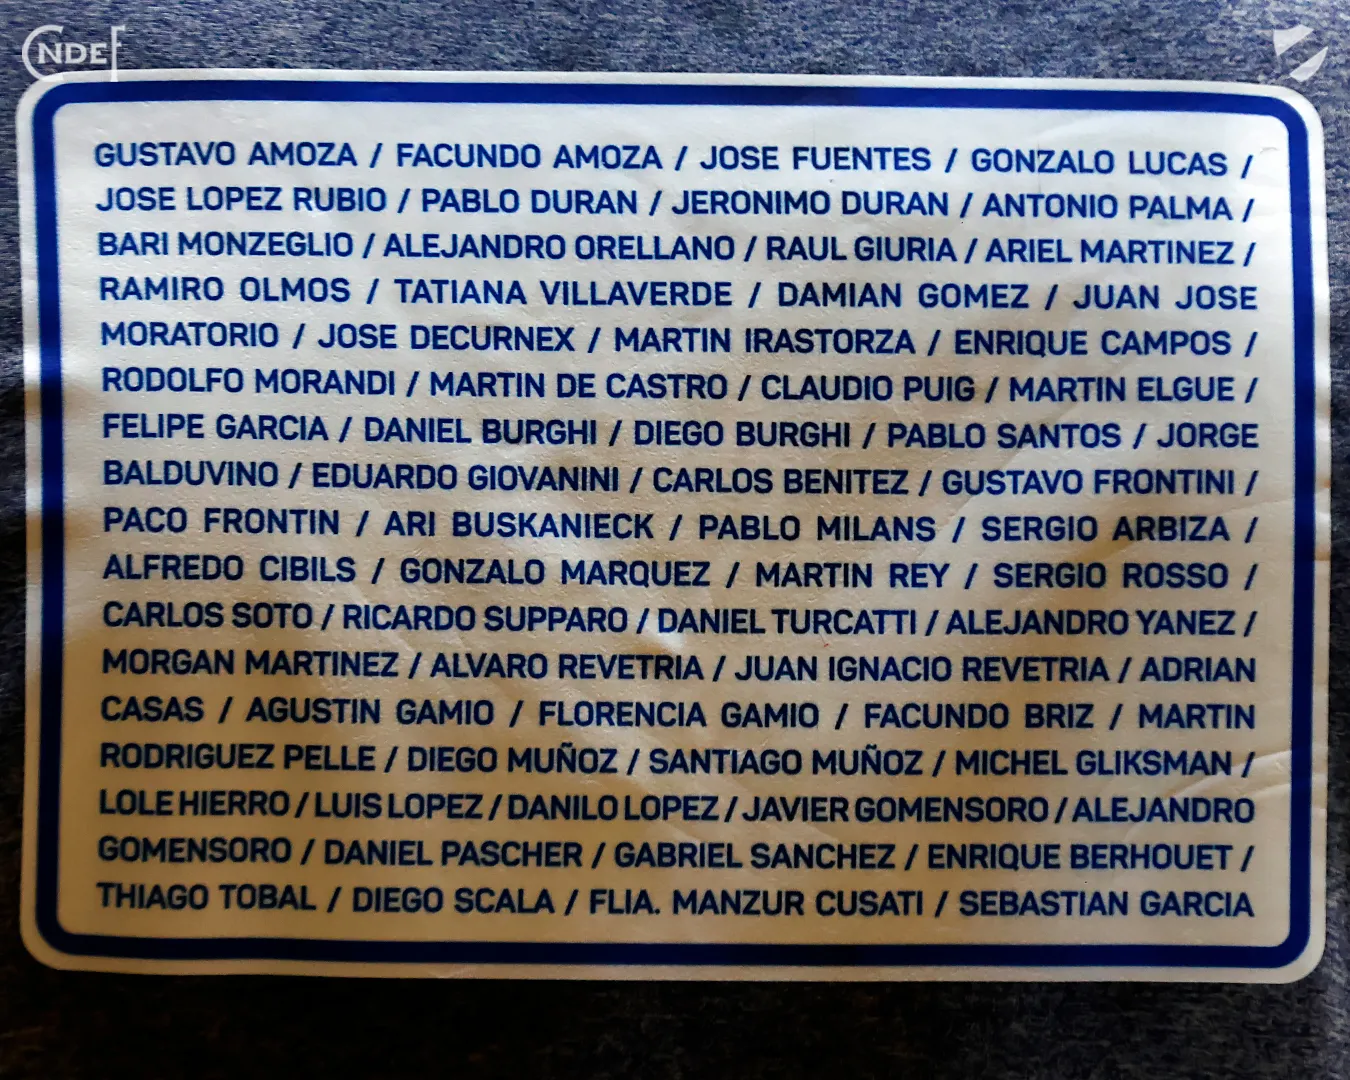 CNDEF
GUSTAVO AMOZA / FACUNDO AMOZA / JOSE FUENTES / GONZALO LUCAS /
JOSE LOPEZ RUBIO / PABLO DURAN / JERONIMO DURAN / ANTONIO PALMA /
BARI MONZEGLIO / ALEJANDRO ORELLANO / RAUL GIURIA / ARIEL MARTINEZ /
RAMIRO OLMOS / TATIANA VILLAVERDE / DAMIAN GOMEZ / JUAN JOSE
MORATORIO / JOSE DECURNEX / MARTIN IRASTORZA / ENRIQUE CAMPOS /
RODOLFO MORANDI / MARTIN DE CASTRO / CLAUDIO PUIG / MARTIN ELGUE /
FELIPE GARCIA / DANIEL BURGHI / DIEGO BURGHI / PABLO SANTOS / JORGE
BALDUVINO / EDUARDO GIOVANINI / CARLOS BENITEZ / GUSTAVO FRONTINI /
PACO FRONTIN / ARI BUSKANIECK / PABLO MILANS / SERGIO ARBIZA /
ALFREDO CIBILS / GONZALO MARQUEZ / MARTIN REY / SERGIO ROSSO /
CARLOS SOTO / RICARDO SUPPARO / DANIEL TURCATTI / ALEJANDRO YANEZ /
MORGAN MARTINEZ / ALVARO REVETRIA / JUAN IGNACIO REVETRIA / ADRIAN
CASAS / AGUSTIN GAMIO / FLORENCIA GAMIO / FACUNDO BRIZ / MARTIN
RODRIGUEZ PELLE / DIEGO MUÑOZ / SANTIAGO MUÑOZ / MICHEL GLIKSMAN /
LOLE HIERRO / LUIS LOPEZ / DANILO LOPEZ / JAVIER GOMENSORO / ALEJANDRO
GOMENSORO / DANIEL PASCHER / GABRIEL SANCHEZ / ENRIQUE BERHOUET /
THIAGO TOBAL / DIEGO SCALA / FLIA. MANZUR CUSATI / SEBASTIAN GARCIA